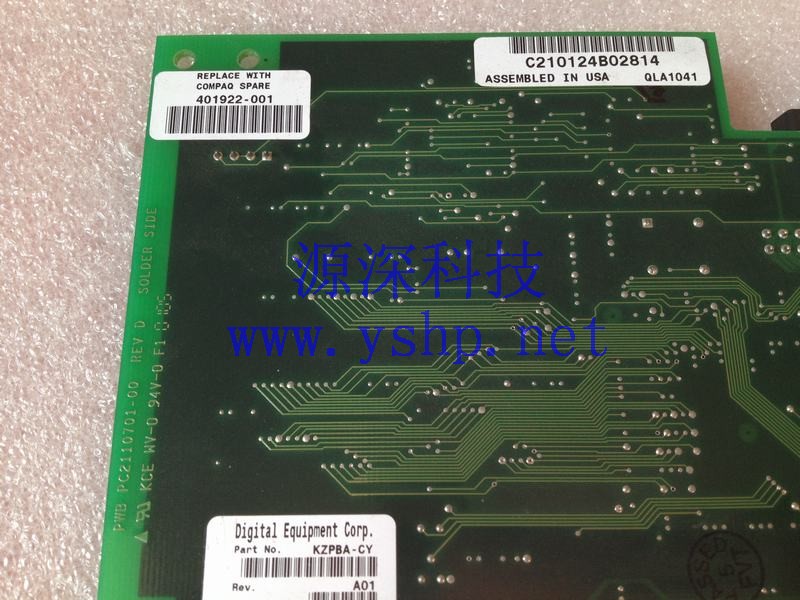 C210124B02814
ASSEMBLED IN USA QLA1041
REPLACE WITH
COMPAQ SPARE
401922-001
源深科技
www.yshp.net
PWB PC2110701-00 REV D SOLDER SIDE
KCE WV-0 94V-0 F1
Digital Equipment Corp.
Part No. KZPBA-CY
Rev. A01